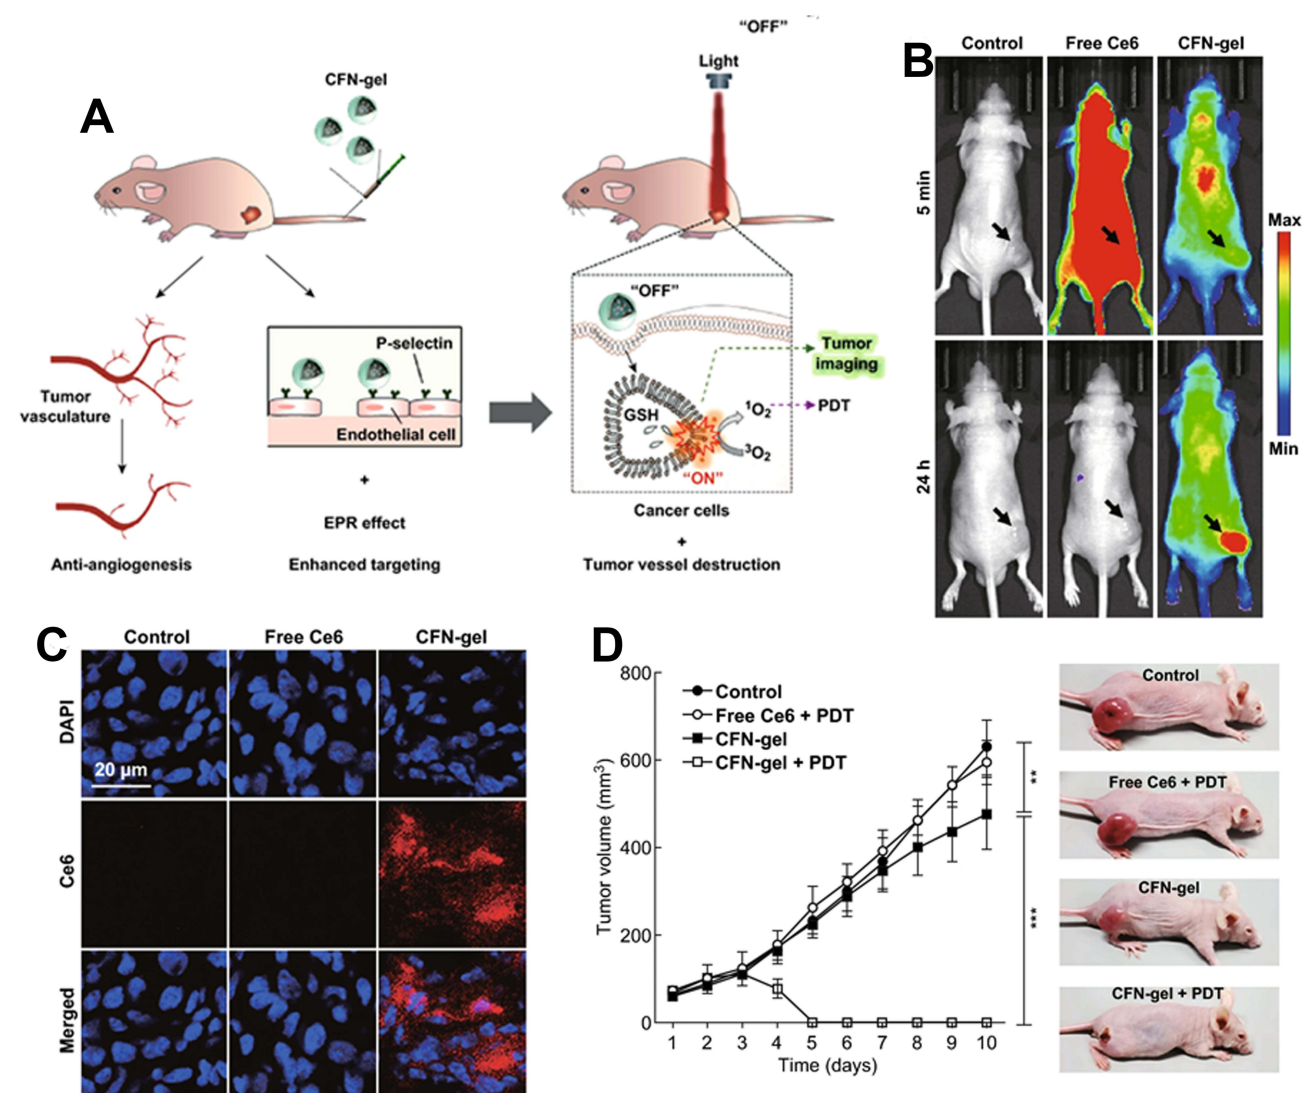 A
CFN-gel
Tumor
vasculature
Anti-angiogenesis
P-selectin
Endothelial cell
+
EPR effect
Enhanced targeting
"OFF"
Light
"OFF"
GSH
"ON"
¹O₂
³O₂
Tumor
imaging
PDT
Cancer cells
+
Tumor vessel destruction
B
Control Free Ce6 CFN-gel
5 min
24 h
Max
Min
C
Control Free Ce6 CFN-gel
DAPI
20 μm
Ce6
Merged
D
Control
Free Ce6 + PDT
CFN-gel
CFN-gel + PDT
Tumor volume (mm³)
800
600
400
200
0
1 2 3 4 5 6 7 8 9 10
Time (days)
**
***
Control
Free Ce6 + PDT
CFN-gel
CFN-gel + PDT